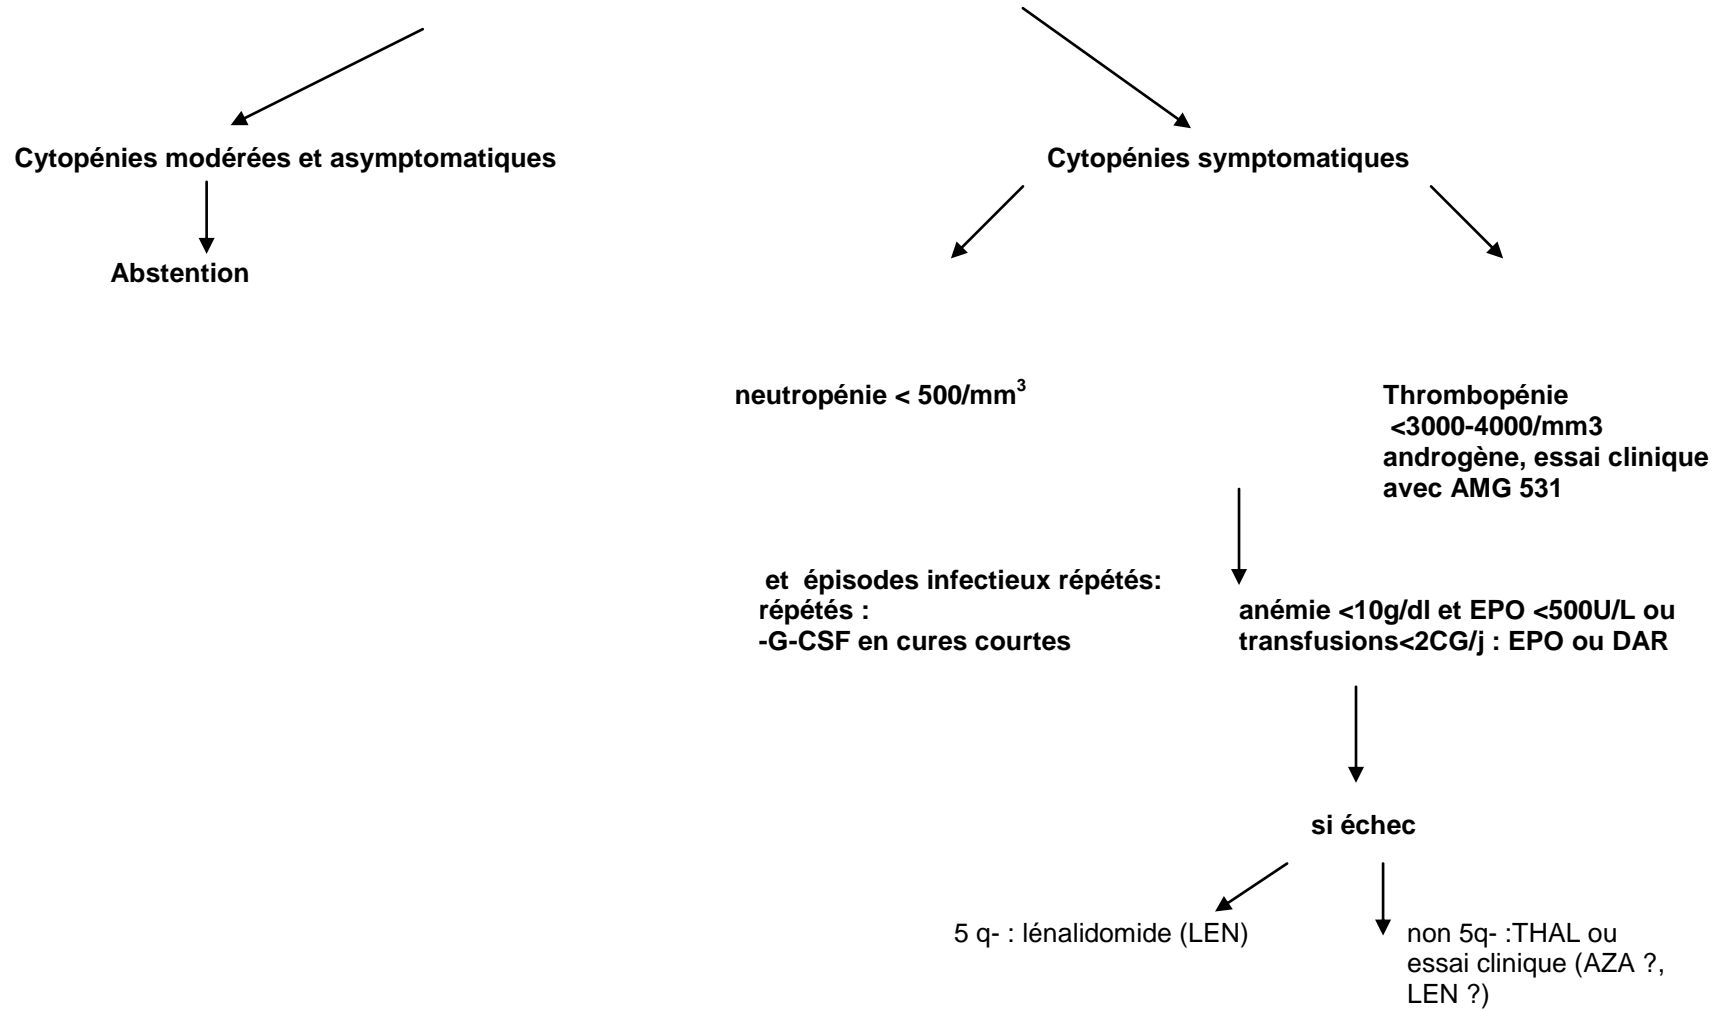 Cytopénies modérées et asymptomatiques
Cytopénies symptomatiques
Abstention
neutropénie < 500/mm³
Thrombopénie
<3000-4000/mm3
androgène, essai clinique
avec AMG 531
et épisodes infectieux répétés:
répétés :
-G-CSF en cures courtes
anémie <10g/dl et EPO <500U/L ou
transfusions<2CG/j : EPO ou DAR
si échec
5 q- : lénalidomide (LEN)
non 5q- :THAL ou
essai clinique (AZA ?,
LEN ?)